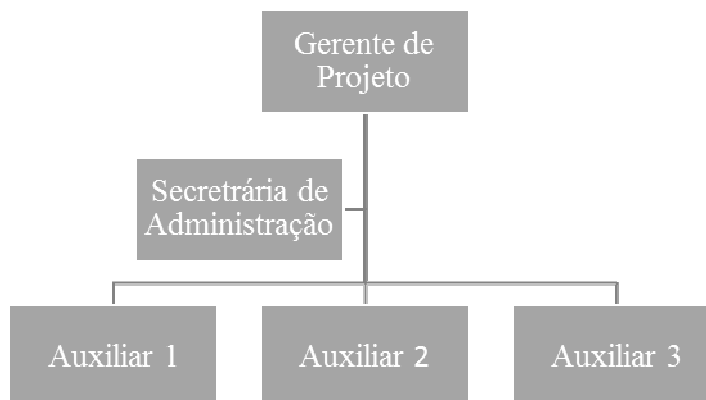 Gerente de
Projeto
Secretrária de
Administração
Auxiliar 1
Auxiliar 2
Auxiliar 3